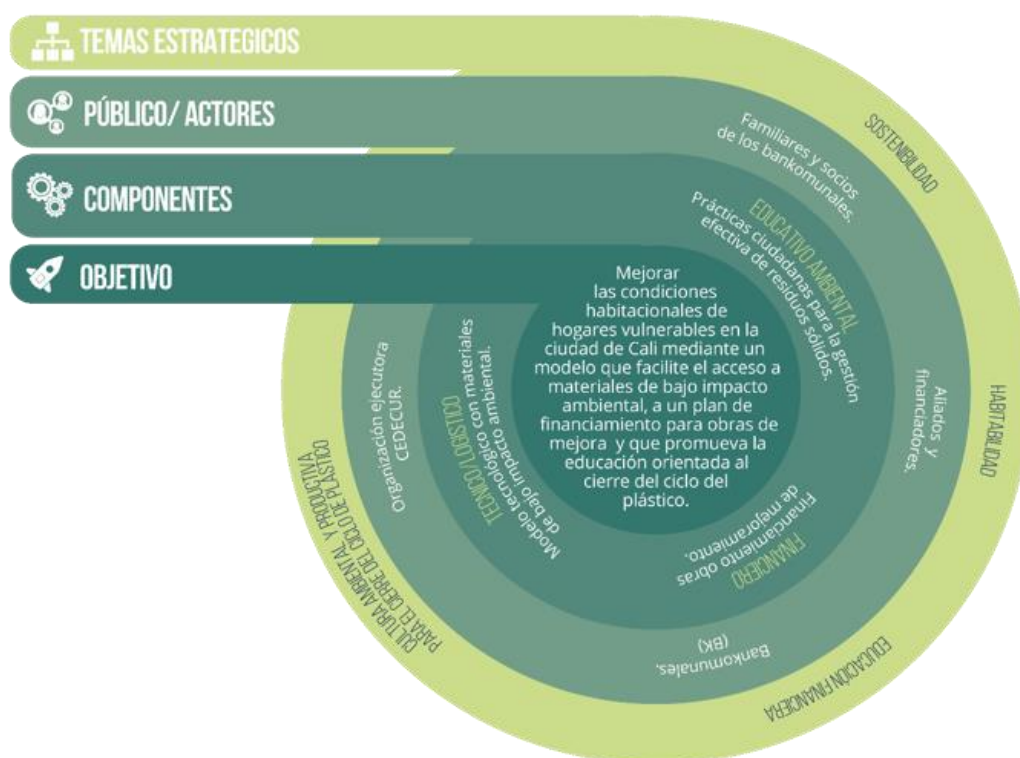 TEMAS ESTRATEGICOS
PÚBLICO/ ACTORES
COMPONENTES
OBJETIVO
SOSTENIBILIDAD
HABITABILIDAD
EDUCACIÓN FINANCIERA
CULTURA AMBIENTAL Y PRODUCTIVA
PARA EL CIERRE DEL CICLO DE PLÁSTICO
Familiares y socios
de los bankomunales.
Aliados y
financiadores.
Bankomunales.
(BK)
Organización ejecutora
CEDECUR.
EDUCATIVO AMBIENTAL
Prácticas ciudadanas para la gestión
efectiva de residuos sólidos.
FINANCIERO
Financiamiento obras
de mejoramiento.
TECNICO/LOGISTICO
Modelo tecnológico con materiales
de bajo impacto ambiental.
Mejorar
las condiciones
habitacionales de
hogares vulnerables en la
ciudad de Cali mediante un
modelo que facilite el acceso a
materiales de bajo impacto
ambiental, a un plan de
financiamiento para obras de
mejora y que promueva la
educación orientada al
cierre del ciclo del
plástico.